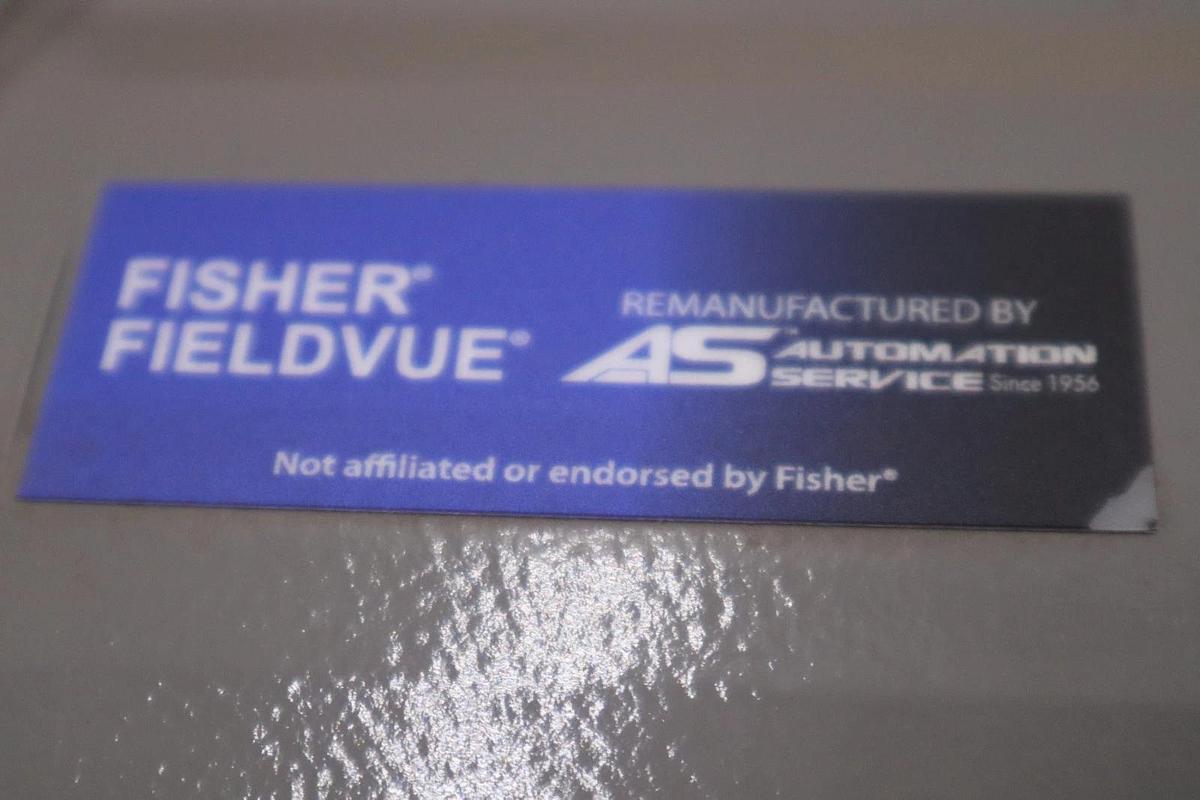 FISHER®
FIELDVUE®
REMANUFACTURED BY
AS™ AUTOMATION
SERVICE Since 1956
Not affiliated or endorsed by Fisher®